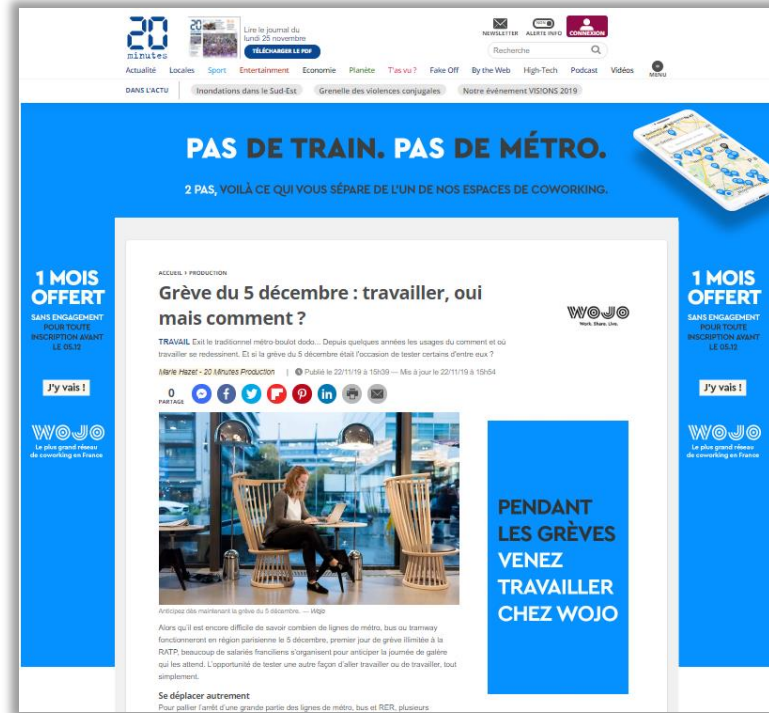 20
minutes
Lire le journal du
lundi 25 novembre
TÉLÉCHARGER LE PDF
NEWSLETTER ALERTE INFO CONNEXION
Recherche
Actualité Locales Sport Entertainment Economie Planète T'as vu ? Fake Off By the Web High-Tech Podcast Vidéos MENU
DANS L'ACTU Inondations dans le Sud-Est Grenelle des violences conjugales Notre événement VISIONS 2019
PAS DE TRAIN. PAS DE MÉTRO.
2 PAS, VOILÀ CE QUI VOUS SÉPARE DE L'UN DE NOS ESPACES DE COWORKING.
1 MOIS
OFFERT
SANS ENGAGEMENT
POUR TOUTE
INSCRIPTION AVANT
LE 05.12
J'y vais !
WOJO
Le plus grand réseau
de coworking en France
ACCUEIL > PRODUCTION
Grève du 5 décembre : travailler, oui
mais comment ?
WOJO
Work. Share. Live.
TRAVAIL Exit le traditionnel métro boulot dodo... Depuis quelques années les usages du comment et où
travailler se redessinent. Et si la grève du 5 décembre était l'occasion de tester certains d'entre eux ?
Marie Hazet - 20 Minutes Production | Publié le 22/11/19 à 15h39 — Mis à jour le 22/11/19 à 15h54
0
PARTAGE
Anticipez dès maintenant la grève du 5 décembre. — Wojo
Alors qu'il est encore difficile de savoir combien de lignes de métro, bus ou tramway
fonctionneront en région parisienne le 5 décembre, premier jour de grève illimitée à la
RATP, beaucoup de salariés franciliens s'organisent pour anticiper la journée de galère
qui les attend. L'opportunité de tester une autre façon d'aller travailler ou de travailler, tout
simplement.
Se déplacer autrement
Pour pallier l'arrêt d'une grande partie des lignes de métro, bus et RER, plusieurs
PENDANT
LES GRÈVES
VENEZ
TRAVAILLER
CHEZ WOJO
1 MOIS
OFFERT
SANS ENGAGEMENT
POUR TOUTE
INSCRIPTION AVANT
LE 05.12
J'y vais !
WOJO
Le plus grand réseau
de coworking en France